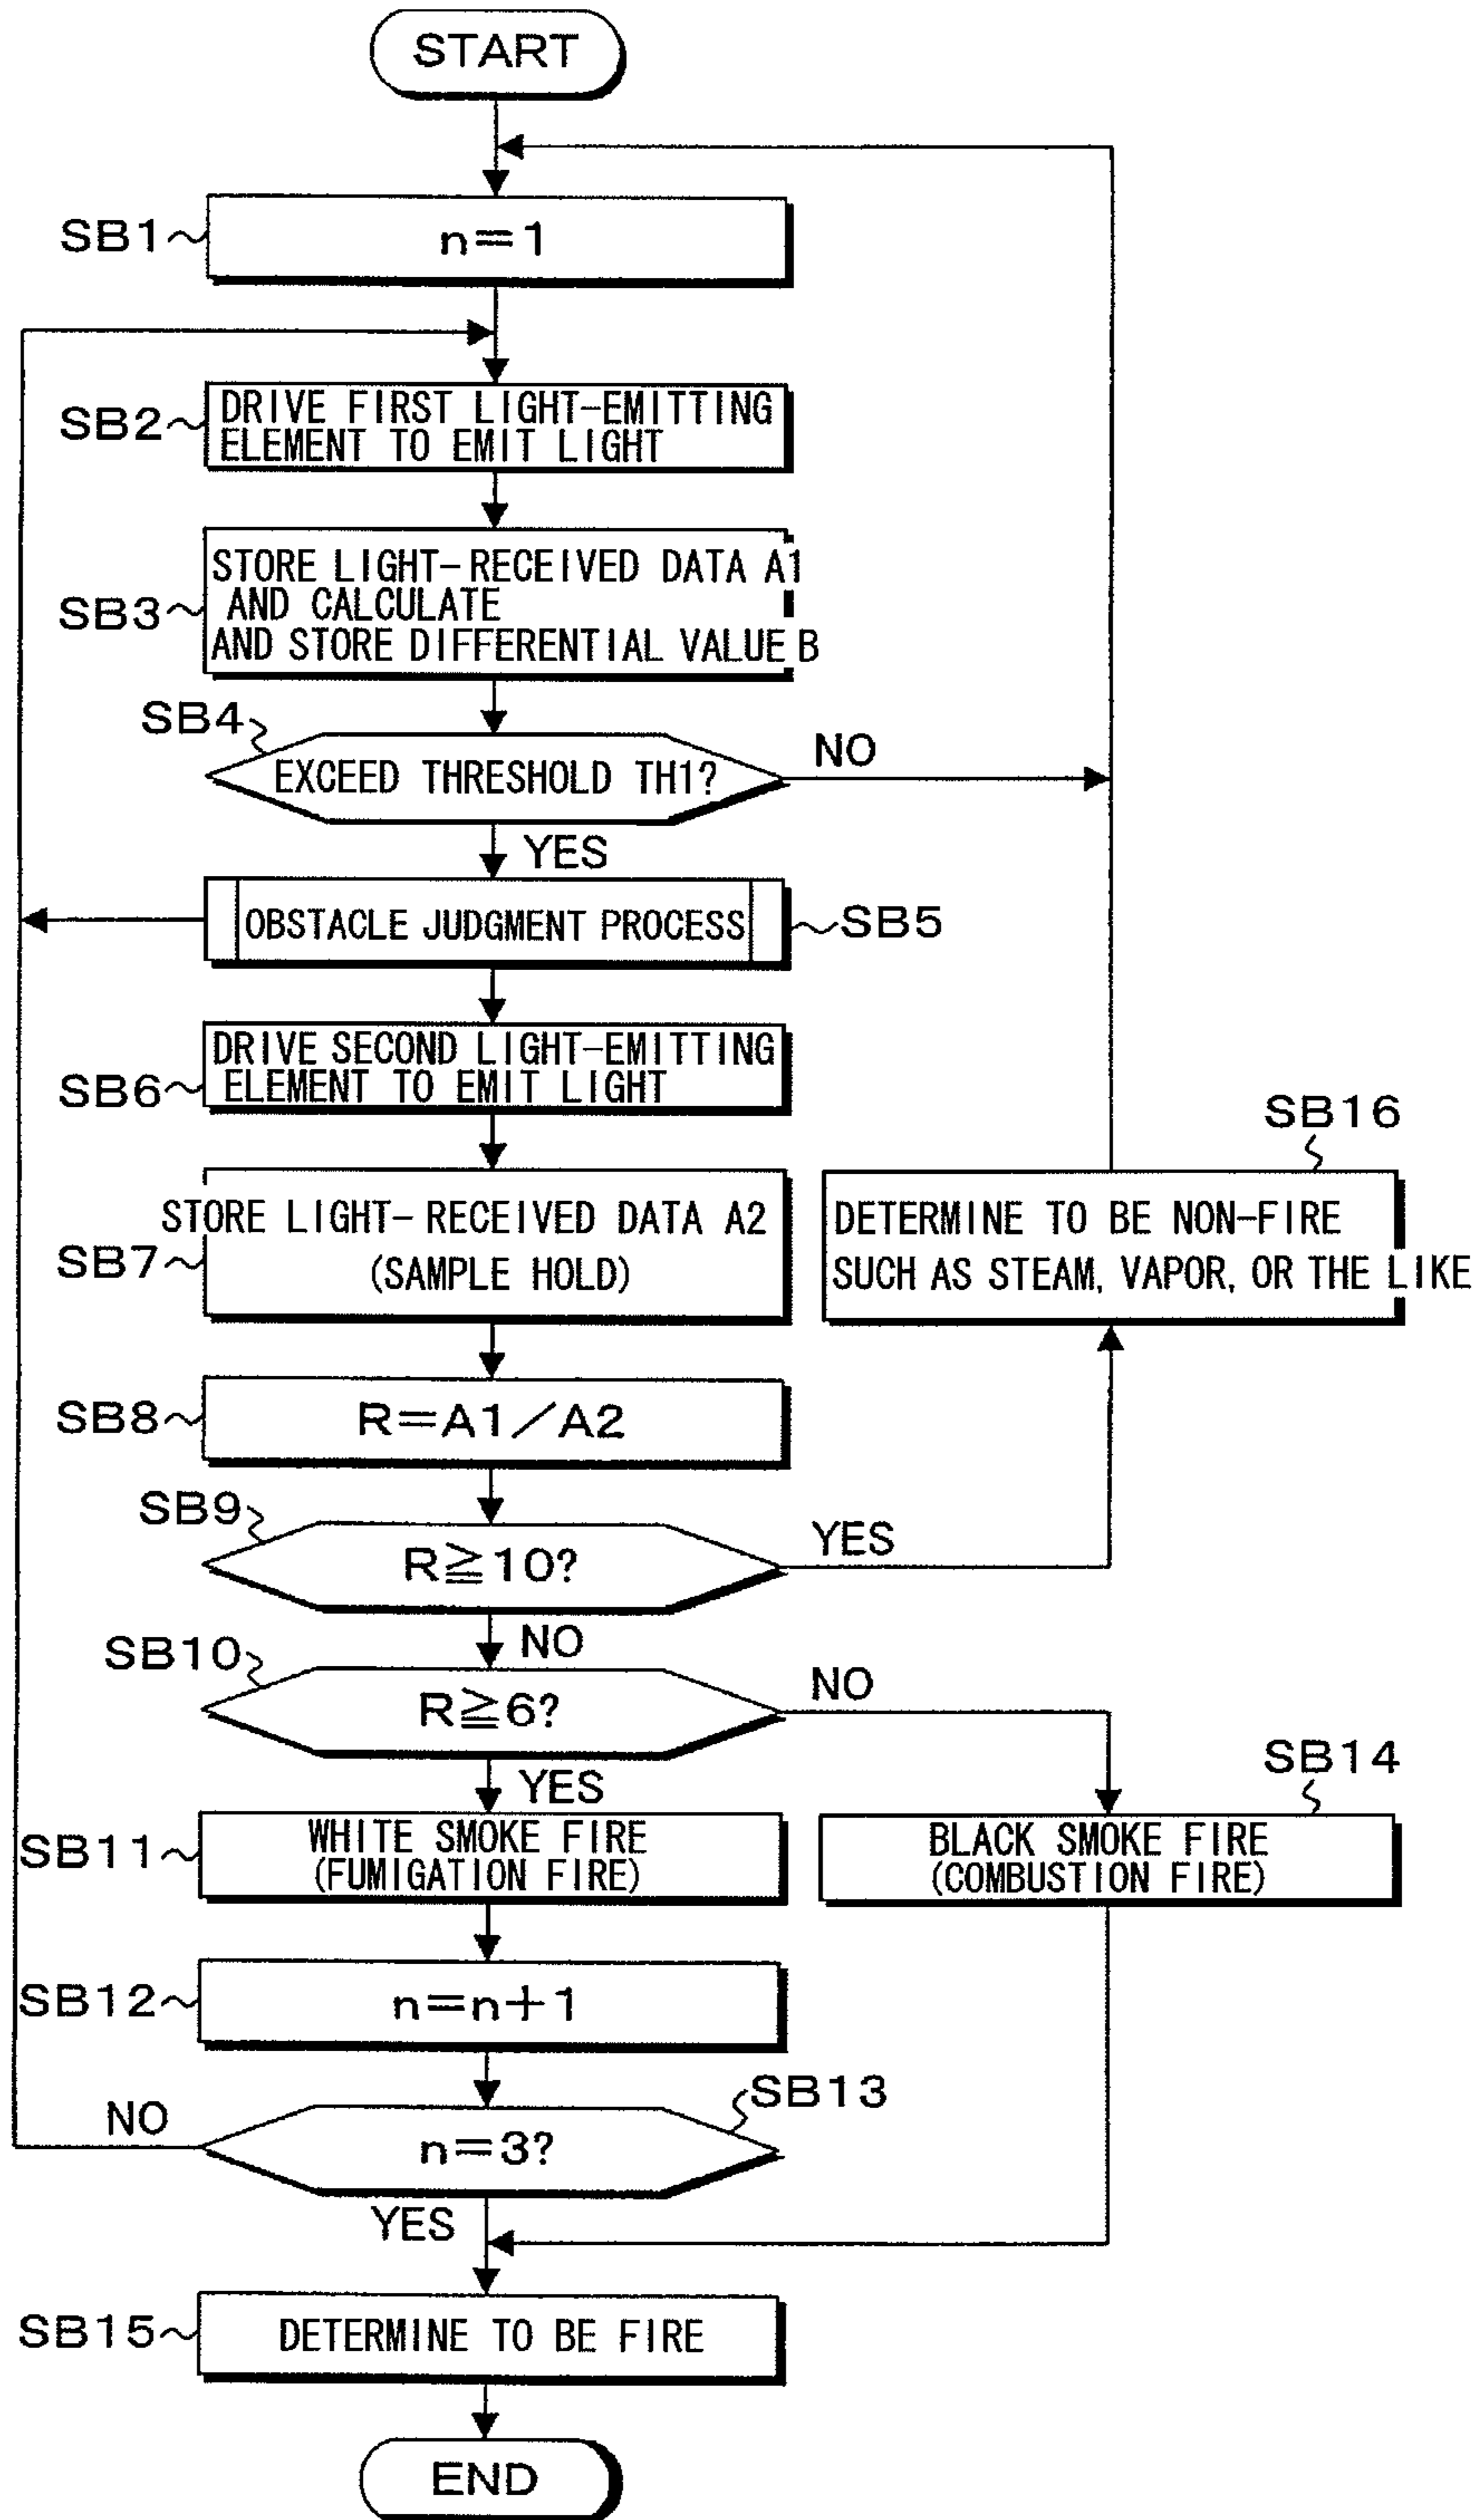 START
SB1
n=1
SB2
DRIVE FIRST LIGHT-EMITTING
ELEMENT TO EMIT LIGHT
SB3
STORE LIGHT-RECEIVED DATA A1
AND CALCULATE
AND STORE DIFFERENTIAL VALUE B
SB4
EXCEED THRESHOLD TH1?
NO
YES
OBSTACLE JUDGMENT PROCESS
SB5
SB6
DRIVE SECOND LIGHT-EMITTING
ELEMENT TO EMIT LIGHT
SB7
STORE LIGHT-RECEIVED DATA A2
(SAMPLE HOLD)
SB16
DETERMINE TO BE NON-FIRE
SUCH AS STEAM, VAPOR, OR THE LIKE
SB8
R=A1/A2
SB9
R≧10?
YES
NO
SB10
R≧6?
NO
YES
SB11
WHITE SMOKE FIRE
(FUMIGATION FIRE)
SB14
BLACK SMOKE FIRE
(COMBUSTION FIRE)
SB12
n=n+1
SB13
n=3?
NO
YES
SB15
DETERMINE TO BE FIRE
END